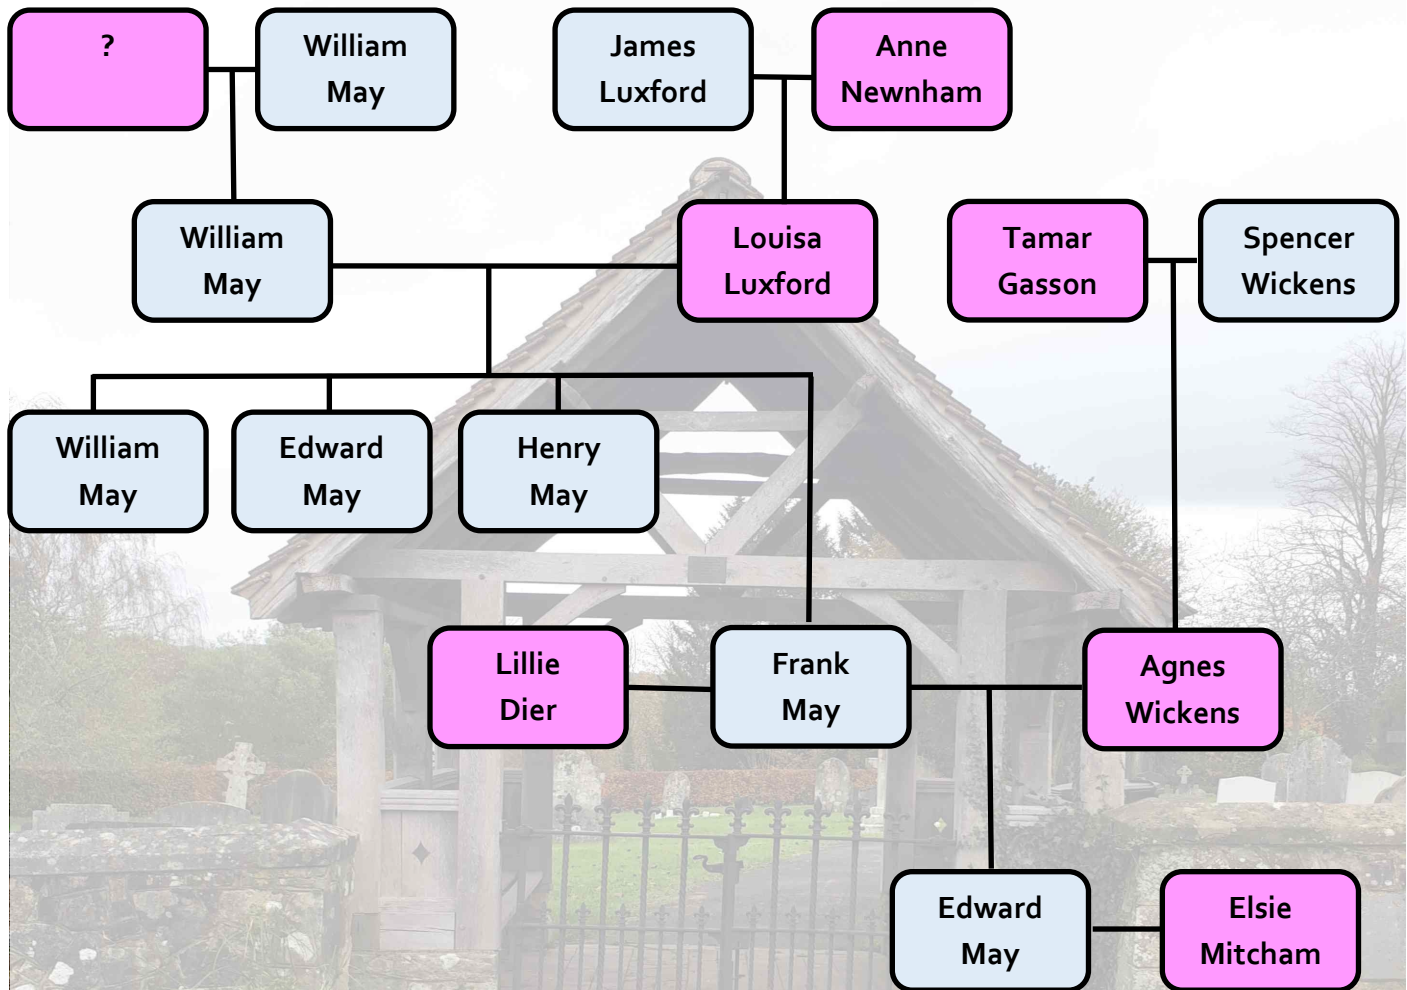 ?
William
May
James
Luxford
Anne
Newnham
William
May
Louisa
Luxford
Tamar
Gasson
Spencer
Wickens
William
May
Edward
May
Henry
May
Lillie
Dier
Frank
May
Agnes
Wickens
Edward
May
Elsie
Mitcham